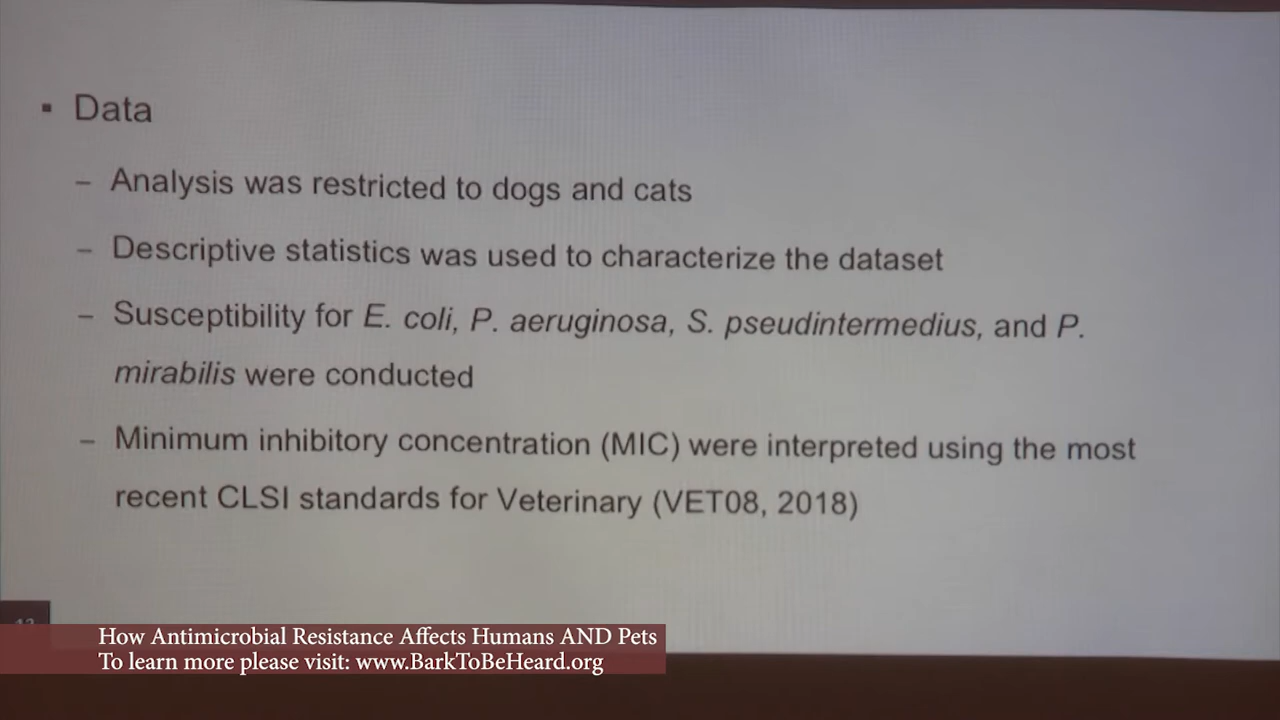 ▪ Data
– Analysis was restricted to dogs and cats
– Descriptive statistics was used to characterize the dataset
– Susceptibility for E. coli, P. aeruginosa, S. pseudintermedius, and P.
mirabilis were conducted
– Minimum inhibitory concentration (MIC) were interpreted using the most
recent CLSI standards for Veterinary (VET08, 2018)
How Antimicrobial Resistance Affects Humans AND Pets
To learn more please visit: www.BarkToBeHeard.org